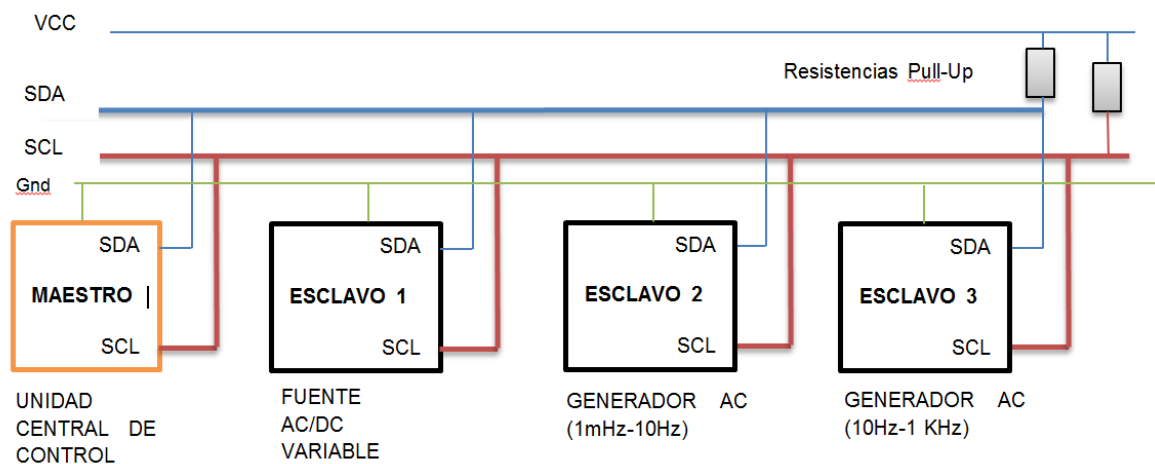 VCC
Resistencias Pull-Up
SDA
SCL
Gnd
SDA
MAESTRO
SCL
SDA
ESCLAVO 1
SCL
SDA
ESCLAVO 2
SCL
SDA
ESCLAVO 3
SCL
UNIDAD
CENTRAL DE
CONTROL
FUENTE
AC/DC
VARIABLE
GENERADOR AC
(1mHz-10Hz)
GENERADOR AC
(10Hz-1 KHz)